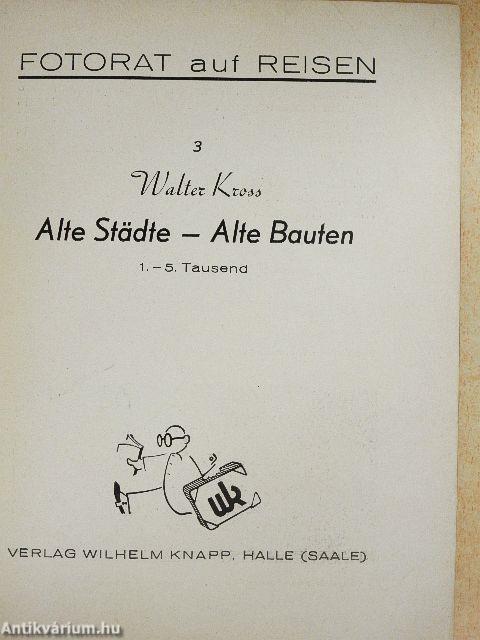 FOTORAT auf REISEN
3
Walter Kross
Alte Städte – Alte Bauten
1.–5. Tausend
wk
VERLAG WILHELM KNAPP, HALLE (SAALE)
Antikvárium.hu